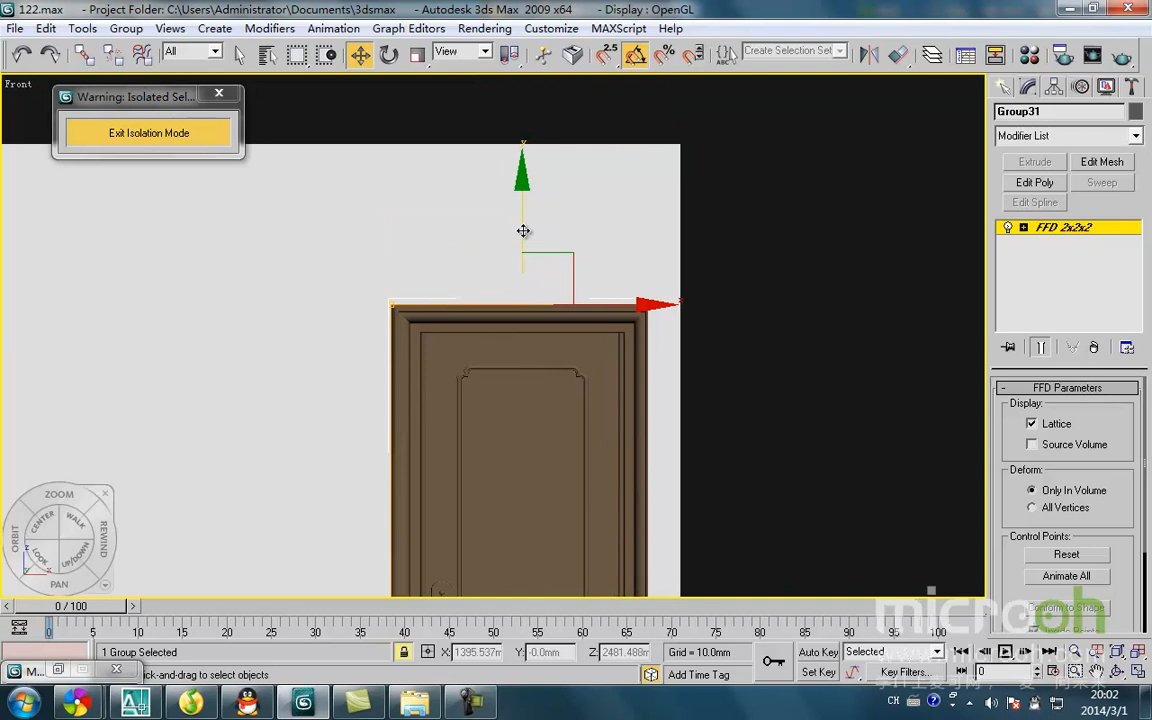 122.max - Project Folder: C:\Users\Administrator\Documents\3dsmax - Autodesk 3ds Max 2009 x64 - Display : OpenGL
File Edit Tools Group Views Create Modifiers Animation Graph Editors Rendering Customize MAXScript Help
All View 2.5 Create Selection Set
Front
Warning: Isolated Sel...
Exit Isolation Mode
Group31
Modifier List
Extrude Edit Mesh
Edit Poly Sweep
Edit Spline
FFD 2x2x2
FFD Parameters
Display:
Lattice
Source Volume
Deform:
Only In Volume
All Vertices
Control Points:
Reset
Animate All
Conform to Shape
ZOOM
ORBIT
CENTER
WALK
REWIND
LOOK
UP/DOWN
PAN
0 / 100
0 5 10 15 20 25 30 35 40 45 50 55 60 65 70 75 80 85 90 95 100
1 Group Selected X: 1395.537m Y: -0.0mm Z: 2481.488m Grid = 10.0mm Auto Key Selected
M... ick-and-drag to select objects Add Time Tag Set Key Key Filters... 0
CH 20:02
2014/3/1